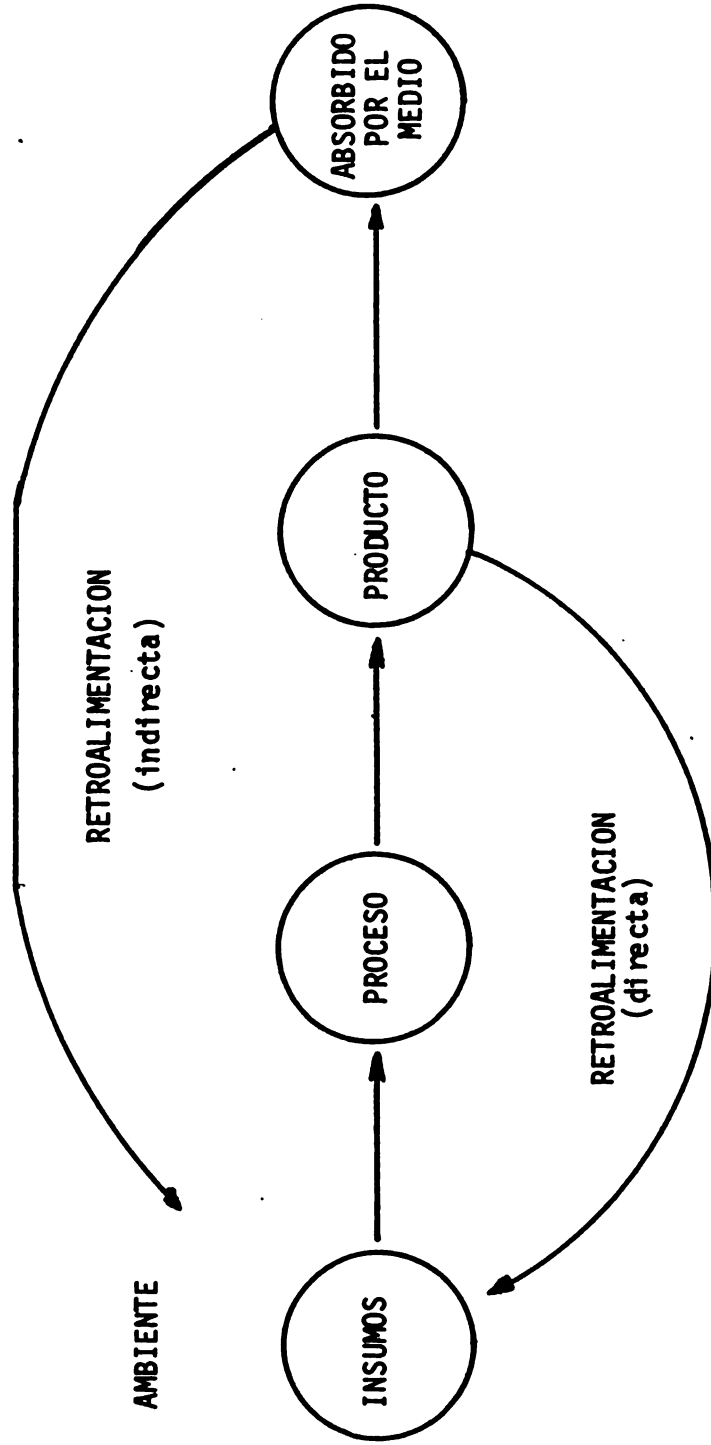 AMBIENTE
RETROALIMENTACION
(indirecta)
INSUMOS
PROCESO
PRODUCTO
ABSORBIDO
POR EL
MEDIO
RETROALIMENTACION
(directa)